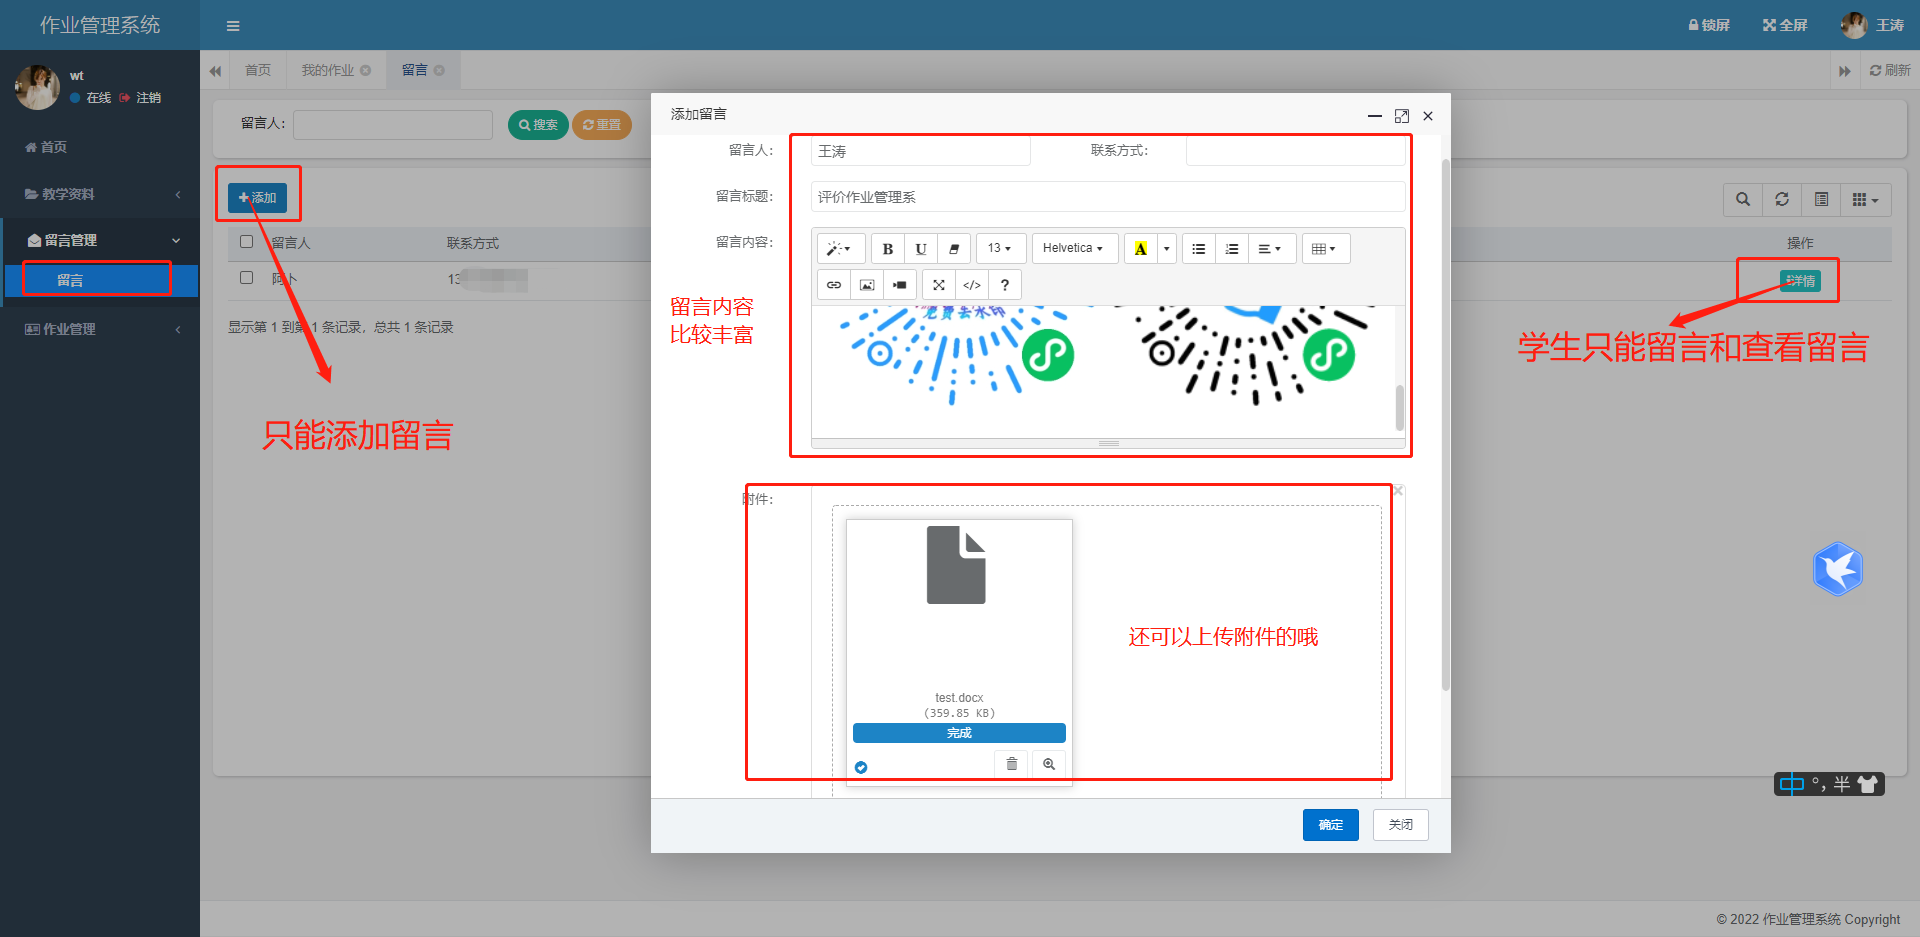 作业管理系统
锁屏
全屏
王涛
wt
在线
注销
首页
我的作业
留言
刷新
首页
教学资料
留言管理
留言
作业管理
留言人:
搜索
重置
添加
留言人
联系方式
操作
阿卜
13
详情
显示第 1 到第 1 条记录，总共 1 条记录
只能添加留言
学生只能留言和查看留言
添加留言
留言人:
王涛
联系方式:
留言标题:
评价作业管理系
留言内容:
B
U
13
Helvetica
A
</>
?
留言内容
比较丰富
免费去水印
附件:
test.docx
(359.85 KB)
完成
还可以上传附件的哦
确定
关闭
中
°，
半
© 2022 作业管理系统 Copyright